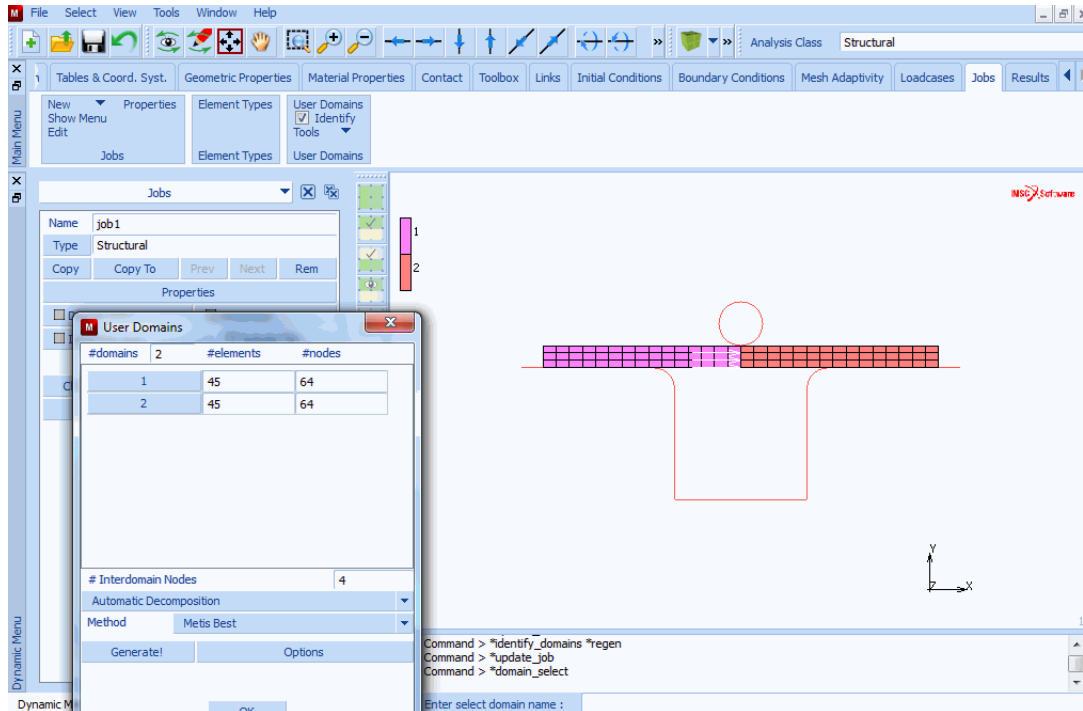 M File Select View Tools Window Help
» » Analysis Class Structural
Tables & Coord. Syst. Geometric Properties Material Properties Contact Toolbox Links Initial Conditions Boundary Conditions Mesh Adaptivity Loadcases Jobs Results
Main Menu
New Properties
Show Menu
Edit
Jobs
Element Types
Element Types
User Domains
Identify
Tools
User Domains
Jobs
Name job1
Type Structural
Copy Copy To Prev Next Rem
Properties
M User Domains
#domains 2 #elements #nodes
1 45 64
2 45 64
# Interdomain Nodes 4
Automatic Decomposition
Method Metis Best
Generate! Options
OK
Dynamic Menu
1
2
MSC Software
Y
Z X
1
Command > *identify_domains *regen
Command > *update_job
Command > *domain_select
Enter select domain name :
Dynamic M